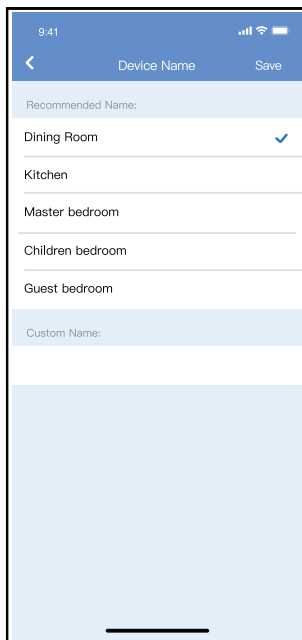 9:41
Device Name Save
Recommended Name:
Dining Room
Kitchen
Master bedroom
Children bedroom
Guest bedroom
Custom Name: